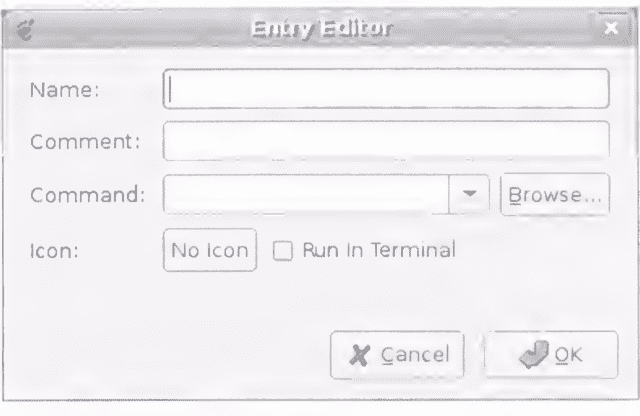 Entry Editor
Name:
Comment:
Command:
Browse...
Icon:
No Icon
Run In Terminal
Cancel
OK